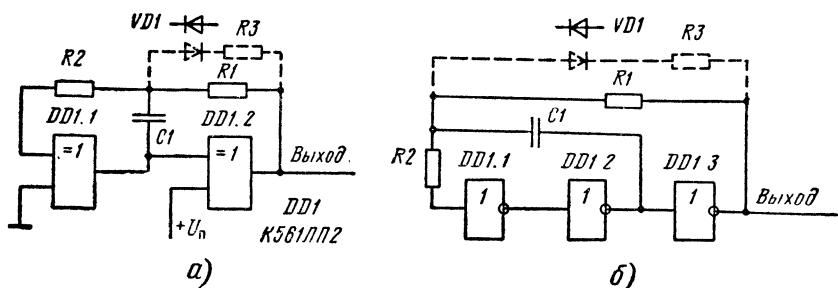 VD1
R3
R2
R1
DD1.1
C1
DD1.2
=1
=1
Выход
+Uп
DD1
К561ЛП2
а)
VD1
R3
R1
C1
R2
DD1.1
DD1 2
DD1 3
1
1
1
Выход
б)